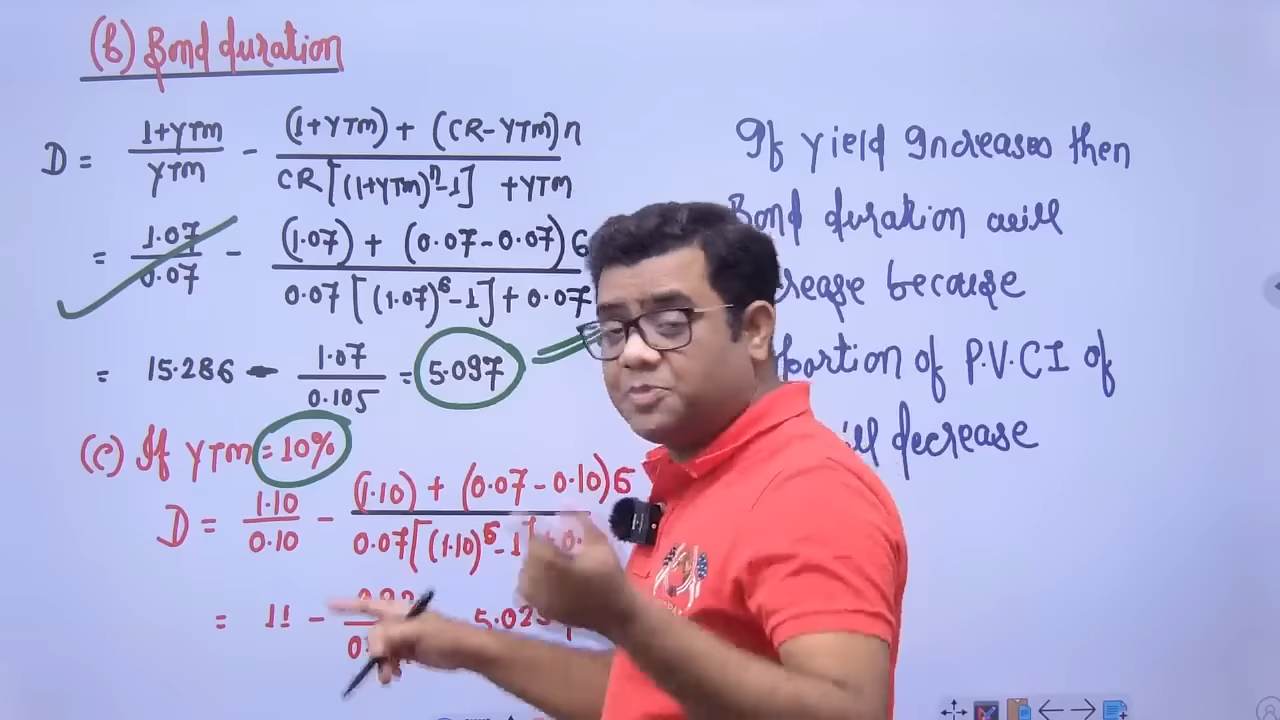 (b) Bond duration
D = 1+YTM / YTM - (1+YTM) + (CR-YTM)n / CR[(1+YTM)^n-1] +YTM
= 1.07 / 0.07 - (1.07) + (0.07-0.07)6 / 0.07[(1.07)^6-1]+0.07
= 15.286 - 1.07 / 0.105 = 5.097
(c) If YTM = 10%
D = 1.10 / 0.10 - (1.10) + (0.07-0.10)6 / 0.07[(1.10)^6-1]+0.
= 11 -
If yield increases then
Bond duration will
because
of P.V.CI of
decrease